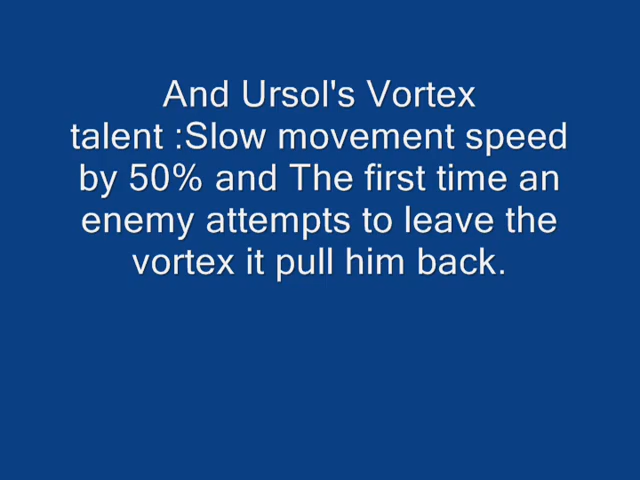 And Ursol's Vortex
talent :Slow movement speed
by 50% and The first time an
enemy attempts to leave the
vortex it pull him back.